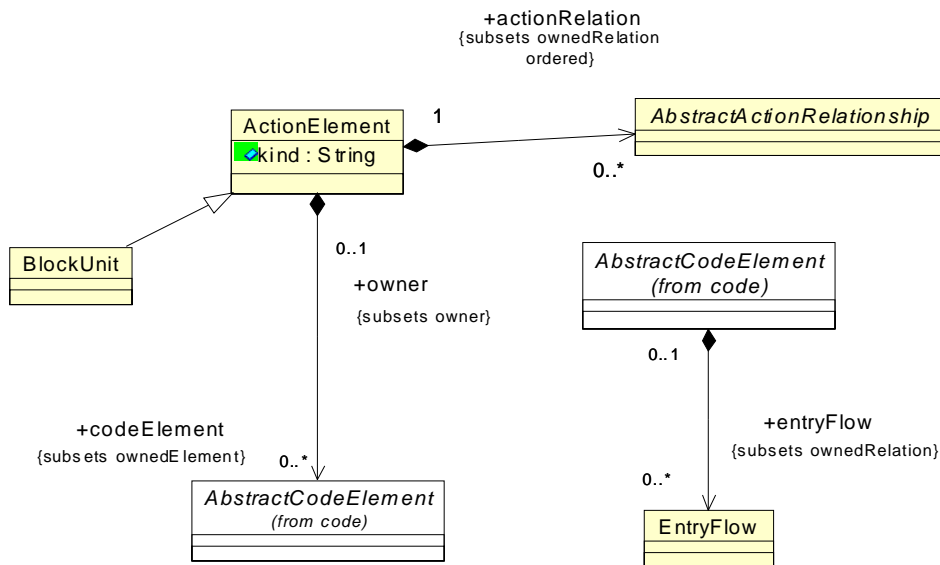 +actionRelation
{subsets ownedRelation
ordered}
ActionElement
kind : String
1
0..*
AbstractActionRelationship
BlockUnit
0..1
+owner
{subsets owner}
AbstractCodeElement
(from code)
0..1
+codeElement
{subsets ownedElement}
0..*
+entryFlow
{subsets ownedRelation}
0..*
AbstractCodeElement
(from code)
EntryFlow